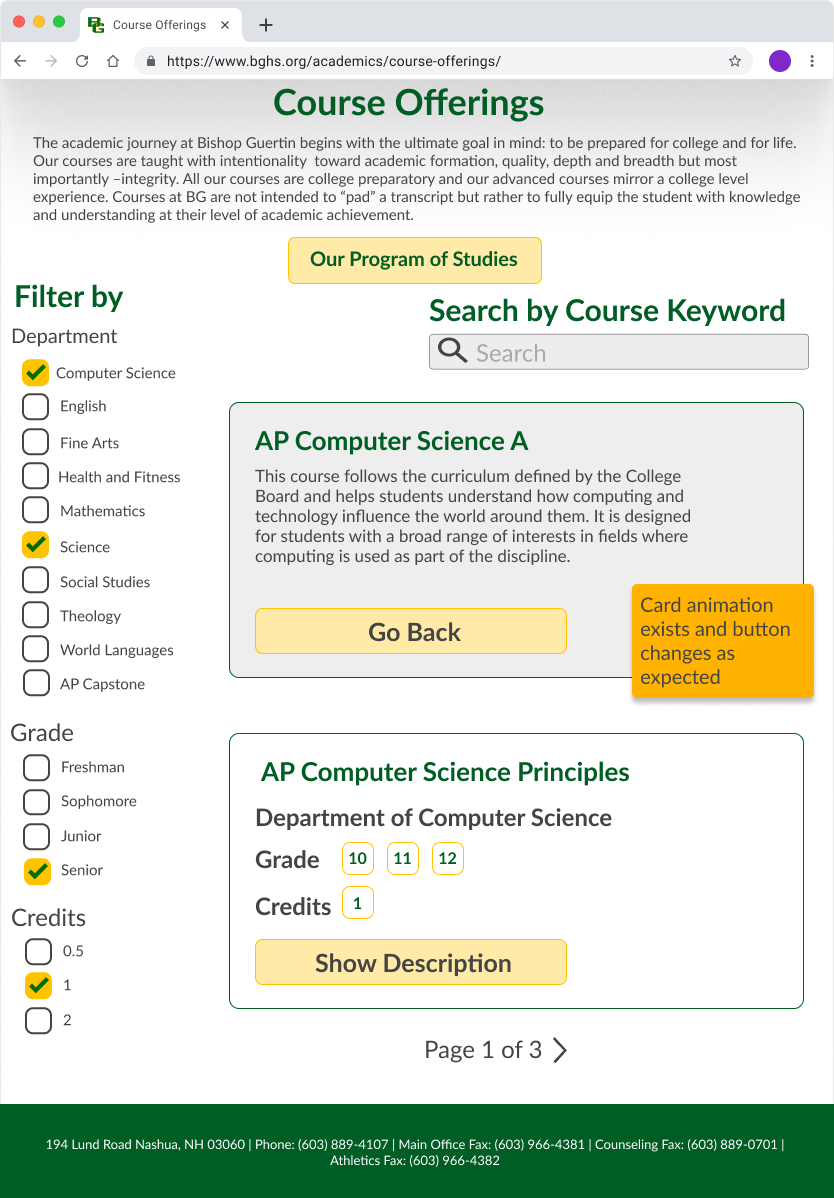 Course Offerings
https://www.bghs.org/academics/course-offerings/
Course Offerings
The academic journey at Bishop Guertin begins with the ultimate goal in mind: to be prepared for college and for life.
Our courses are taught with intentionality  toward academic formation, quality, depth and breadth but most
importantly –integrity. All our courses are college preparatory and our advanced courses mirror a college level
experience. Courses at BG are not intended to “pad” a transcript but rather to fully equip the student with knowledge
and understanding at their level of academic achievement.
Our Program of Studies
Filter by
Department
Computer Science
English
Fine Arts
Health and Fitness
Mathematics
Science
Social Studies
Theology
World Languages
AP Capstone
Grade
Freshman
Sophomore
Junior
Senior
Credits
0.5
1
2
Search by Course Keyword
Search
AP Computer Science A
This course follows the curriculum defined by the College
Board and helps students understand how computing and
technology influence the world around them. It is designed
for students with a broad range of interests in fields where
computing is used as part of the discipline.
Go Back
Card animation
exists and button
changes as
expected
AP Computer Science Principles
Department of Computer Science
Grade 10 11 12
Credits 1
Show Description
Page 1 of 3
194 Lund Road Nashua, NH 03060 | Phone: (603) 889-4107 | Main Office Fax: (603) 966-4381 | Counseling Fax: (603) 889-0701 |
Athletics Fax: (603) 966-4382